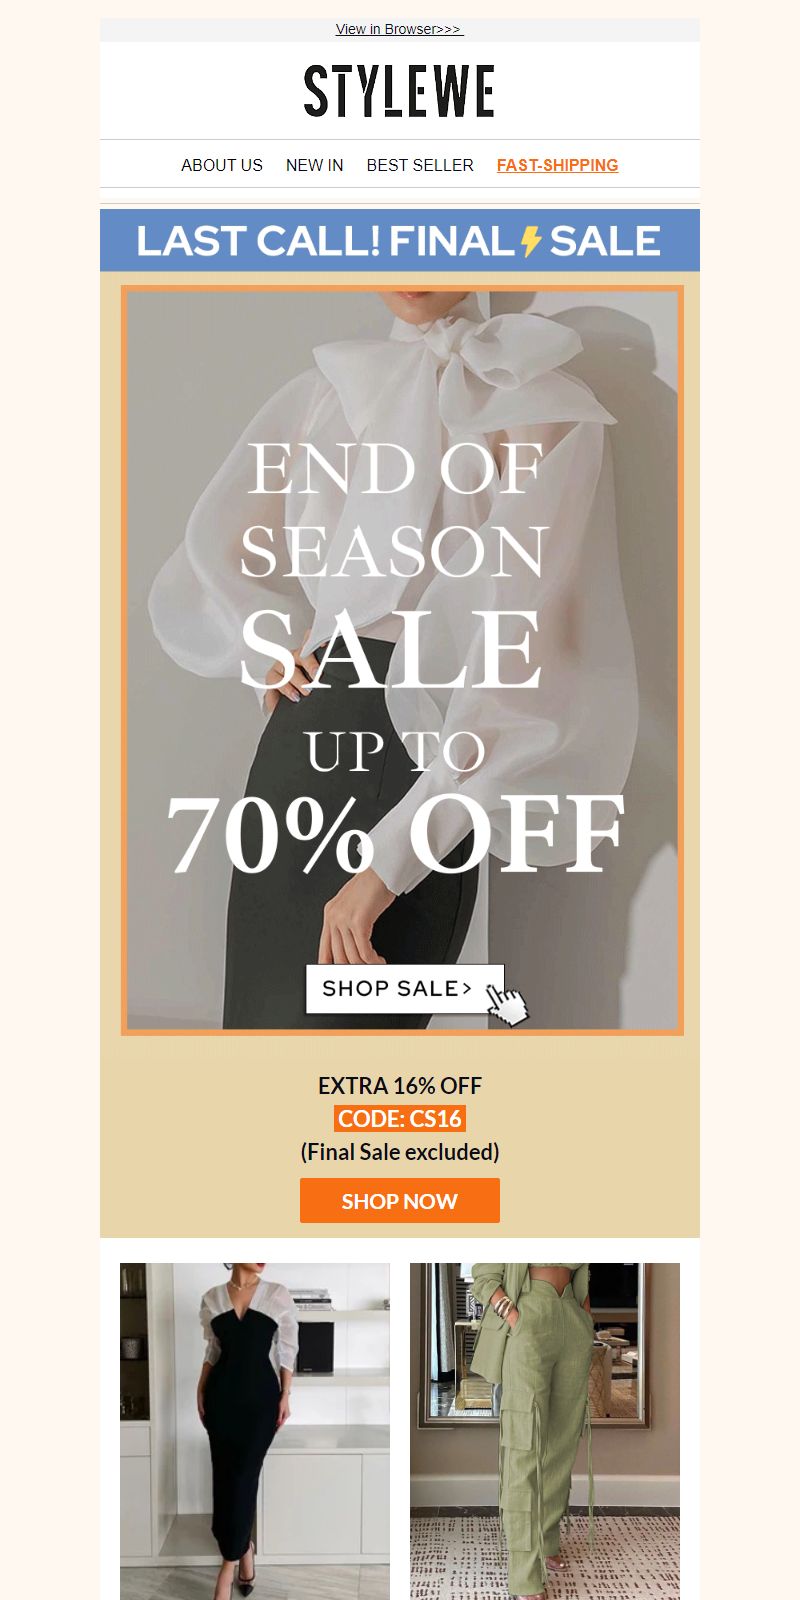 View in Browser>>>
STYLEWE
ABOUT US NEW IN BEST SELLER FAST-SHIPPING
LAST CALL! FINAL⚡SALE
END OF
SEASON
SALE
UP TO
70% OFF
SHOP SALE>
EXTRA 16% OFF
CODE: CS16
(Final Sale excluded)
SHOP NOW